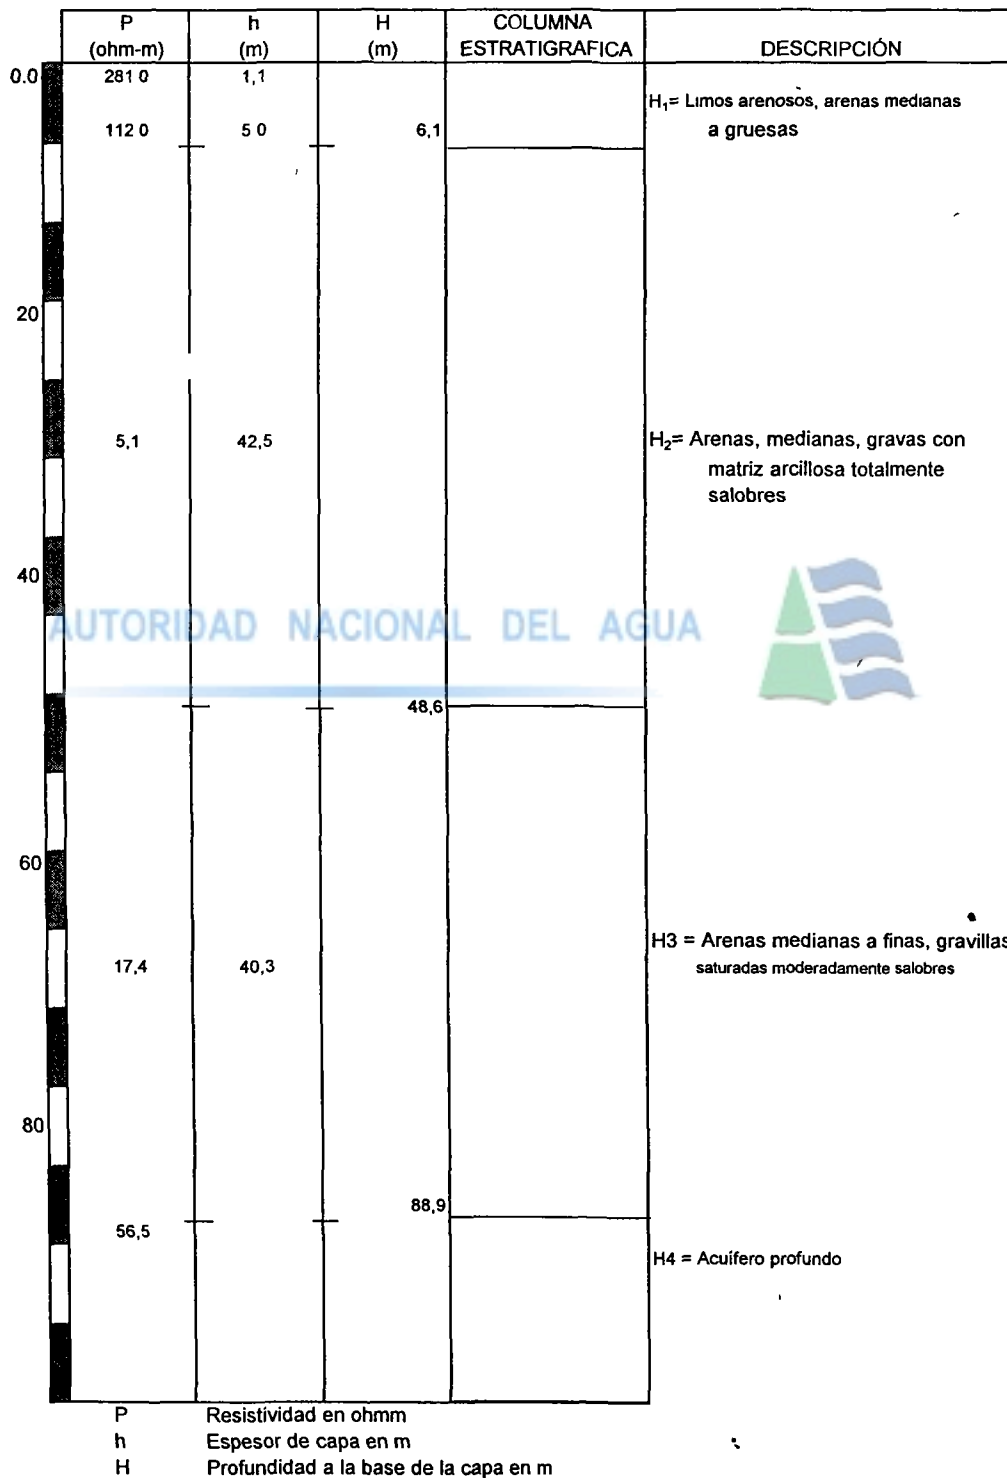 P h H COLUMNA
(ohm-m) (m) (m) ESTRATIGRAFICA DESCRIPCIÓN
0.0 281 0 1,1
H₁= Limos arenosos, arenas medianas
112 0 5 0 6,1 a gruesas
20
5,1 42,5 H₂= Arenas, medianas, gravas con
matriz arcillosa totalmente
salobres
40
AUTORIDAD NACIONAL DEL AGUA
48,6
60
H3 = Arenas medianas a finas, gravillas
17,4 40,3 saturadas moderadamente salobres
80
88,9
56,5
H4 = Acuifero profundo
P Resistividad en ohmm
h Espesor de capa en m
H Profundidad a la base de la capa en m